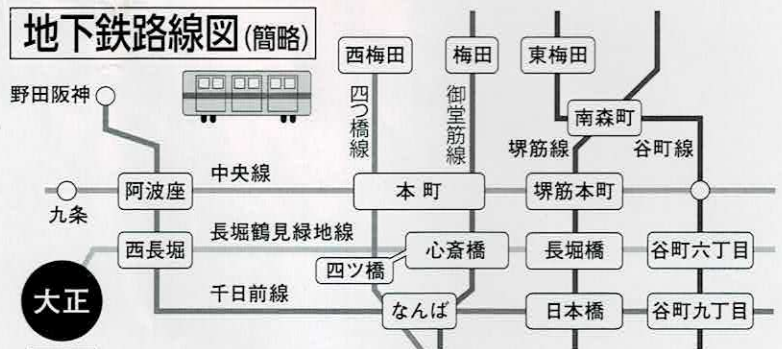 地下鉄路線図(簡略)
西梅田
梅田
東梅田
野田阪神
四つ橋線
御堂筋線
南森町
堺筋線
谷町線
中央線
阿波座
本町
堺筋本町
九条
長堀鶴見緑地線
西長堀
心斎橋
長堀橋
谷町六丁目
四ツ橋
大正
千日前線
なんば
日本橋
谷町九丁目